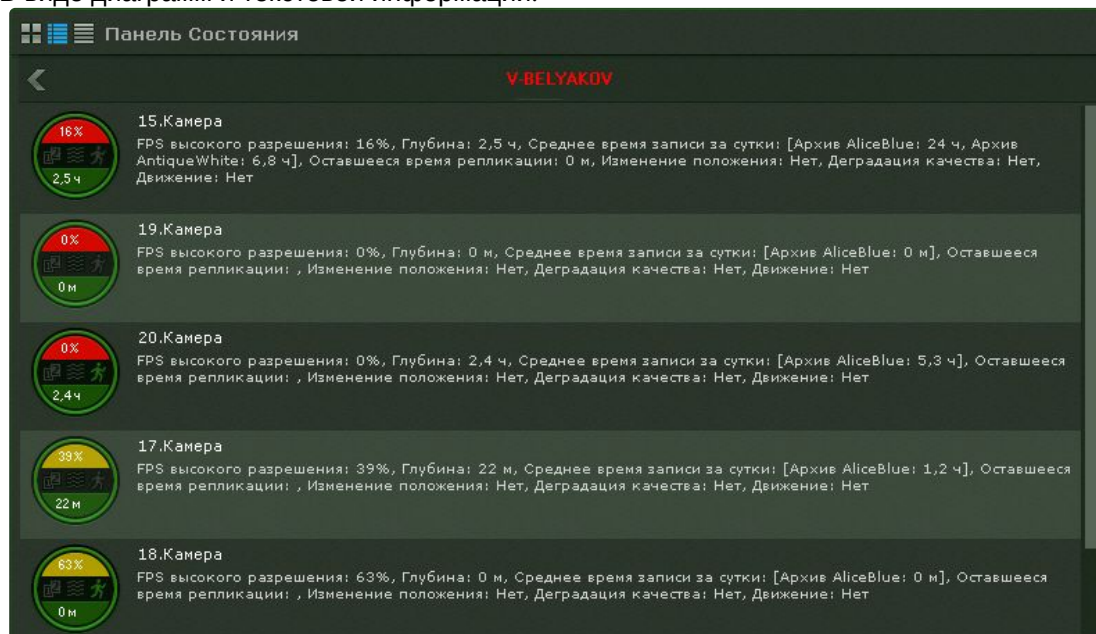 в виде диаграмм и текстовой информации.
Панель Состояния
V-BELYAKOV
16%
2,5 ч
15.Камера
FPS высокого разрешения: 16%, Глубина: 2,5 ч, Среднее время записи за сутки: [Архив AliceBlue: 24 ч, Архив
AntiqueWhite: 6,8 ч], Оставшееся время репликации: 0 м, Изменение положения: Нет, Деградация качества: Нет,
Движение: Нет
0%
0 м
19.Камера
FPS высокого разрешения: 0%, Глубина: 0 м, Среднее время записи за сутки: [Архив AliceBlue: 0 м], Оставшееся
время репликации: , Изменение положения: Нет, Деградация качества: Нет, Движение: Нет
0%
2,4 ч
20.Камера
FPS высокого разрешения: 0%, Глубина: 2,4 ч, Среднее время записи за сутки: [Архив AliceBlue: 5,3 ч], Оставшееся
время репликации: , Изменение положения: Нет, Деградация качества: Нет, Движение: Нет
39%
22 м
17.Камера
FPS высокого разрешения: 39%, Глубина: 22 м, Среднее время записи за сутки: [Архив AliceBlue: 1,2 ч], Оставшееся
время репликации: , Изменение положения: Нет, Деградация качества: Нет, Движение: Нет
63%
0 м
18.Камера
FPS высокого разрешения: 63%, Глубина: 0 м, Среднее время записи за сутки: [Архив AliceBlue: 0 м], Оставшееся
время репликации: , Изменение положения: Нет, Деградация качества: Нет, Движение: Нет